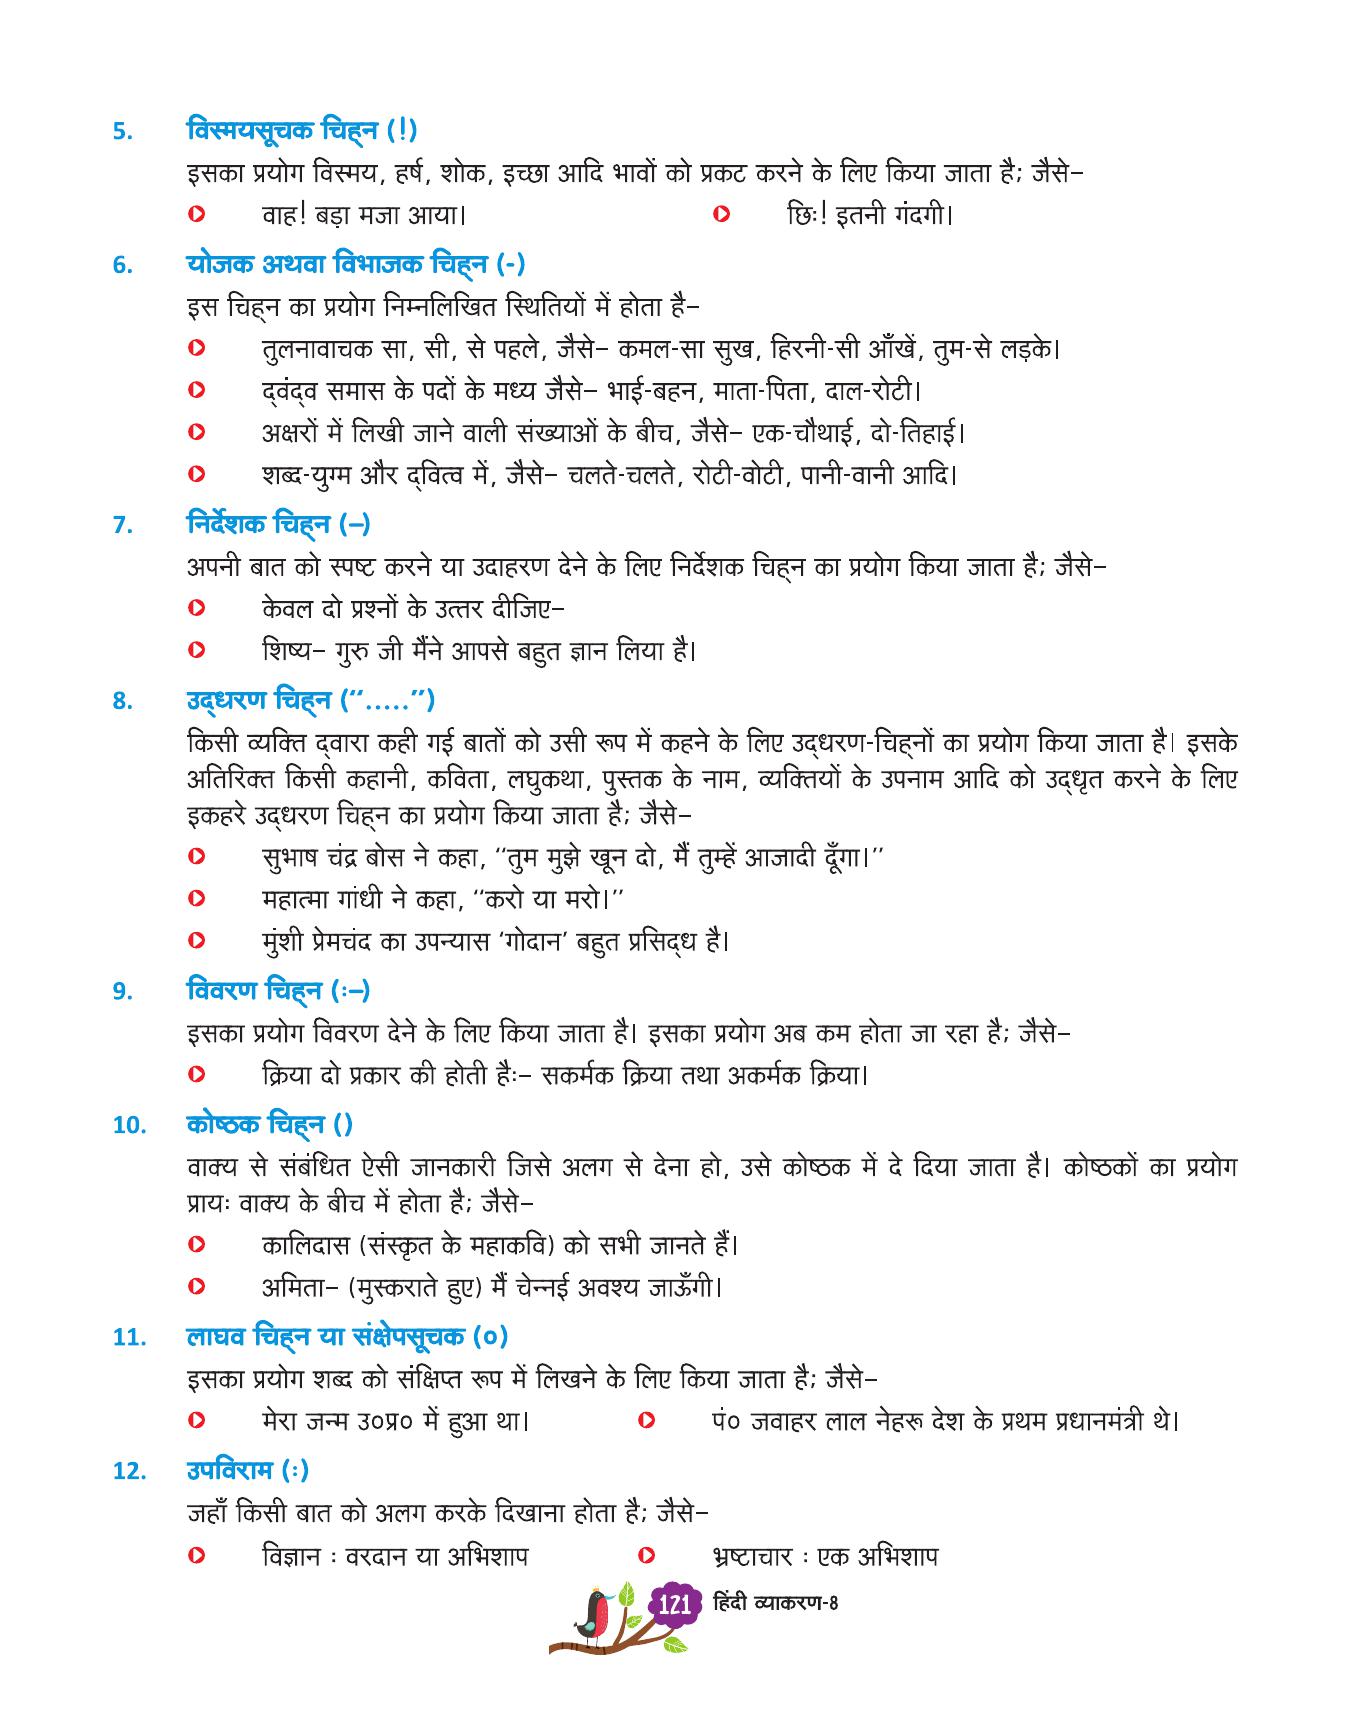 5. विस्मयसूचक चिह्न (!)
इसका प्रयोग विस्मय, हर्ष, शोक, इच्छा आदि भावों को प्रकट करने के लिए किया जाता है; जैसे–
वाह! बड़ा मजा आया। छिः! इतनी गंदगी।
6. योजक अथवा विभाजक चिह्न (-)
इस चिह्न का प्रयोग निम्नलिखित स्थितियों में होता है–
तुलनावाचक सा, सी, से पहले, जैसे– कमल-सा सुख, हिरनी-सी आँखें, तुम-से लड़के।
द्वंद्व समास के पदों के मध्य जैसे– भाई-बहन, माता-पिता, दाल-रोटी।
अक्षरों में लिखी जाने वाली संख्याओं के बीच, जैसे– एक-चौथाई, दो-तिहाई।
शब्द-युग्म और द्वित्व में, जैसे– चलते-चलते, रोटी-वोटी, पानी-वानी आदि।
7. निर्देशक चिह्न (–)
अपनी बात को स्पष्ट करने या उदाहरण देने के लिए निर्देशक चिह्न का प्रयोग किया जाता है; जैसे–
केवल दो प्रश्नों के उत्तर दीजिए–
शिष्य– गुरु जी मैंने आपसे बहुत ज्ञान लिया है।
8. उद्धरण चिह्न (“.....”)
किसी व्यक्ति द्वारा कही गई बातों को उसी रूप में कहने के लिए उद्धरण-चिह्नों का प्रयोग किया जाता है। इसके
अतिरिक्त किसी कहानी, कविता, लघुकथा, पुस्तक के नाम, व्यक्तियों के उपनाम आदि को उद्धृत करने के लिए
इकहरे उद्धरण चिह्न का प्रयोग किया जाता है; जैसे–
सुभाष चंद्र बोस ने कहा, “तुम मुझे खून दो, मैं तुम्हें आजादी दूँगा।”
महात्मा गांधी ने कहा, “करो या मरो।”
मुंशी प्रेमचंद का उपन्यास ‘गोदान’ बहुत प्रसिद्ध है।
9. विवरण चिह्न (:–)
इसका प्रयोग विवरण देने के लिए किया जाता है। इसका प्रयोग अब कम होता जा रहा है; जैसे–
क्रिया दो प्रकार की होती है:– सकर्मक क्रिया तथा अकर्मक क्रिया।
10. कोष्ठक चिह्न ()
वाक्य से संबंधित ऐसी जानकारी जिसे अलग से देना हो, उसे कोष्ठक में दे दिया जाता है। कोष्ठकों का प्रयोग
प्रायः वाक्य के बीच में होता है; जैसे–
कालिदास (संस्कृत के महाकवि) को सभी जानते हैं।
अमिता– (मुस्कराते हुए) मैं चेन्नई अवश्य जाऊँगी।
11. लाघव चिह्न या संक्षेपसूचक (०)
इसका प्रयोग शब्द को संक्षिप्त रूप में लिखने के लिए किया जाता है; जैसे–
मेरा जन्म उ०प्र० में हुआ था। पं० जवाहर लाल नेहरू देश के प्रथम प्रधानमंत्री थे।
12. उपविराम (:)
जहाँ किसी बात को अलग करके दिखाना होता है; जैसे–
विज्ञान : वरदान या अभिशाप भ्रष्टाचार : एक अभिशाप
121 हिंदी व्याकरण-8